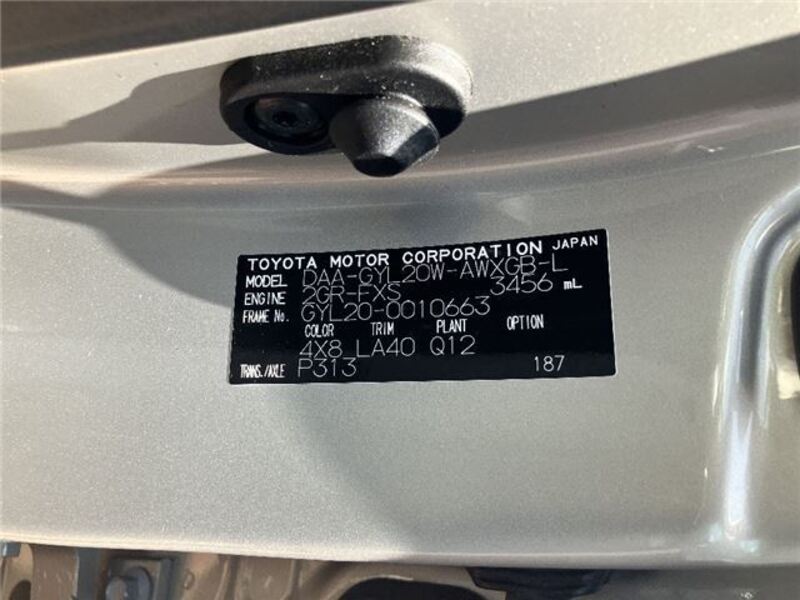 TOYOTA MOTOR CORPORATION JAPAN
MODEL DAA-GYL20W-AWXGB-L
ENGINE 2GR-FXS 3456 mL
FRAME No. GYL20-0010663
COLOR TRIM PLANT OPTION
4X8 LA40 Q12
TRANS./AXLE P313 187